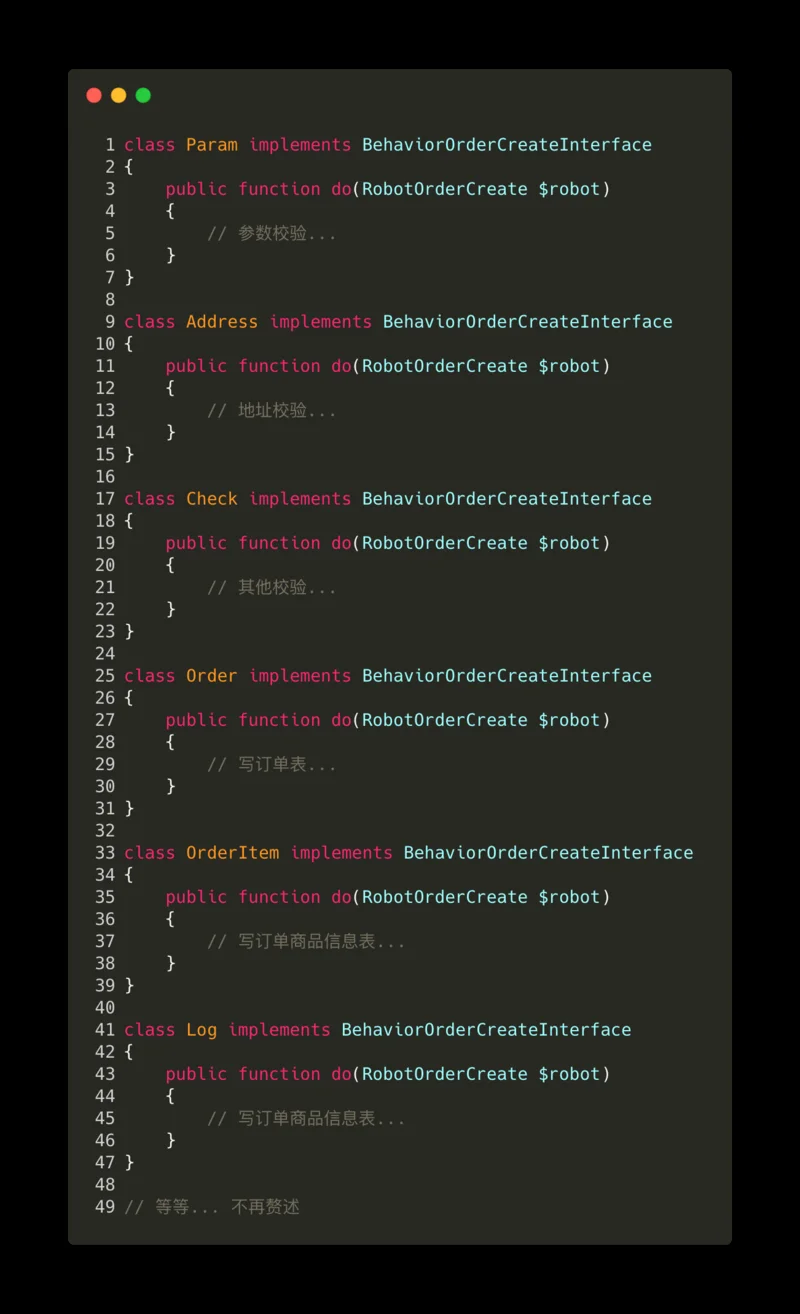 1 class Param implements BehaviorOrderCreateInterface
2 {
3     public function do(RobotOrderCreate $robot)
4     {
5         // 参数校验...
6     }
7 }
8
9 class Address implements BehaviorOrderCreateInterface
10 {
11     public function do(RobotOrderCreate $robot)
12     {
13         // 地址校验...
14     }
15 }
16
17 class Check implements BehaviorOrderCreateInterface
18 {
19     public function do(RobotOrderCreate $robot)
20     {
21         // 其他校验...
22     }
23 }
24
25 class Order implements BehaviorOrderCreateInterface
26 {
27     public function do(RobotOrderCreate $robot)
28     {
29         // 写订单表...
30     }
31 }
32
33 class OrderItem implements BehaviorOrderCreateInterface
34 {
35     public function do(RobotOrderCreate $robot)
36     {
37         // 写订单商品信息表...
38     }
39 }
40
41 class Log implements BehaviorOrderCreateInterface
42 {
43     public function do(RobotOrderCreate $robot)
44     {
45         // 写订单商品信息表...
46     }
47 }
48
49 // 等等... 不再赘述